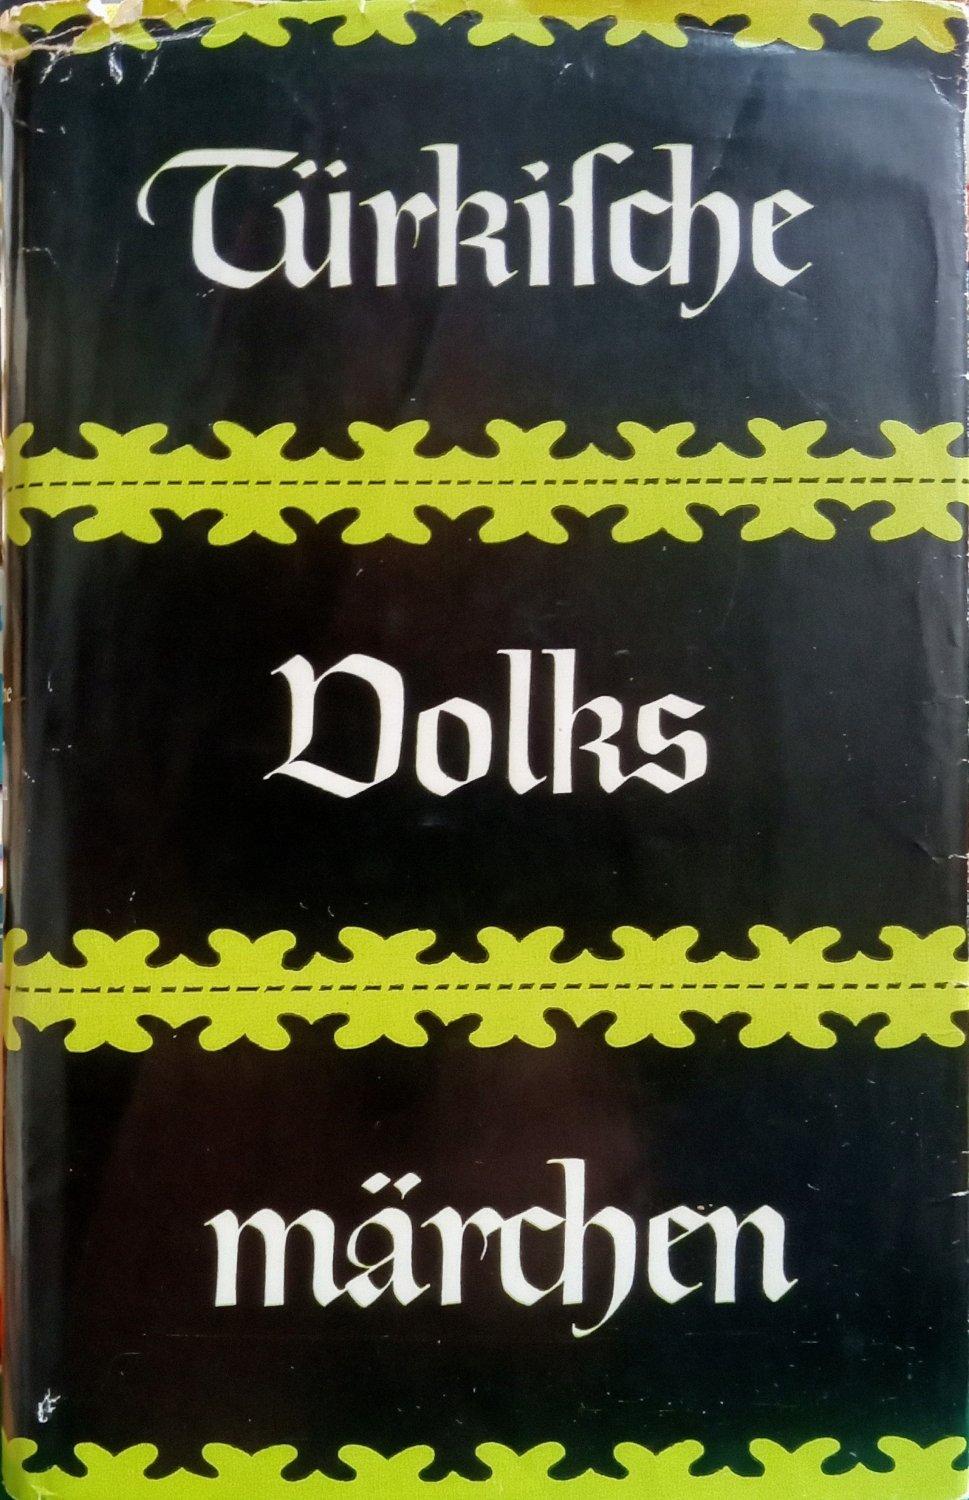 Türkiſche
Volks
märchen